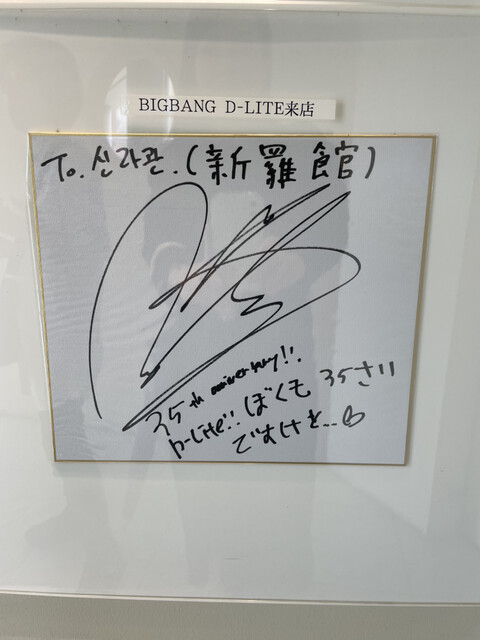 BIGBANG D-LITE来店
To. 신라관. (新羅館)
35th anniversary!!
D-Lite!! ぼくも 35さい
ですけど...